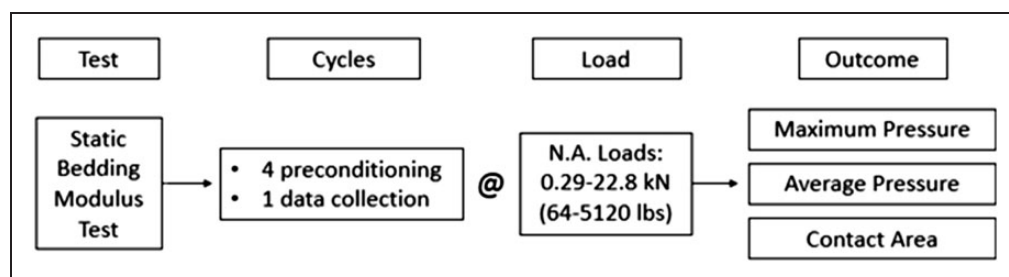 Test
Cycles
Load
Outcome
Static
Bedding
Modulus
Test
• 4 preconditioning
• 1 data collection
@
N.A. Loads:
0.29-22.8 kN
(64-5120 lbs)
Maximum Pressure
Average Pressure
Contact Area